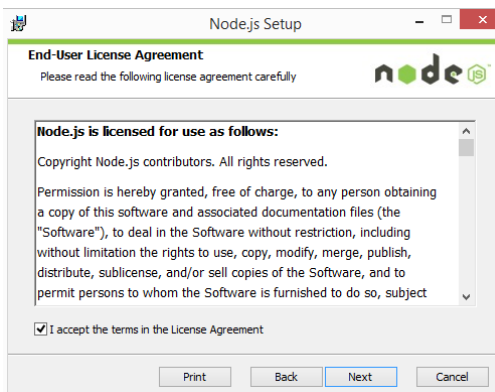 Node.js Setup
End-User License Agreement
Please read the following license agreement carefully
node
JS
Node.js is licensed for use as follows:
Copyright Node.js contributors. All rights reserved.
Permission is hereby granted, free of charge, to any person obtaining
a copy of this software and associated documentation files (the
"Software"), to deal in the Software without restriction, including
without limitation the rights to use, copy, modify, merge, publish,
distribute, sublicense, and/or sell copies of the Software, and to
permit persons to whom the Software is furnished to do so, subject
I accept the terms in the License Agreement
Print
Back
Next
Cancel